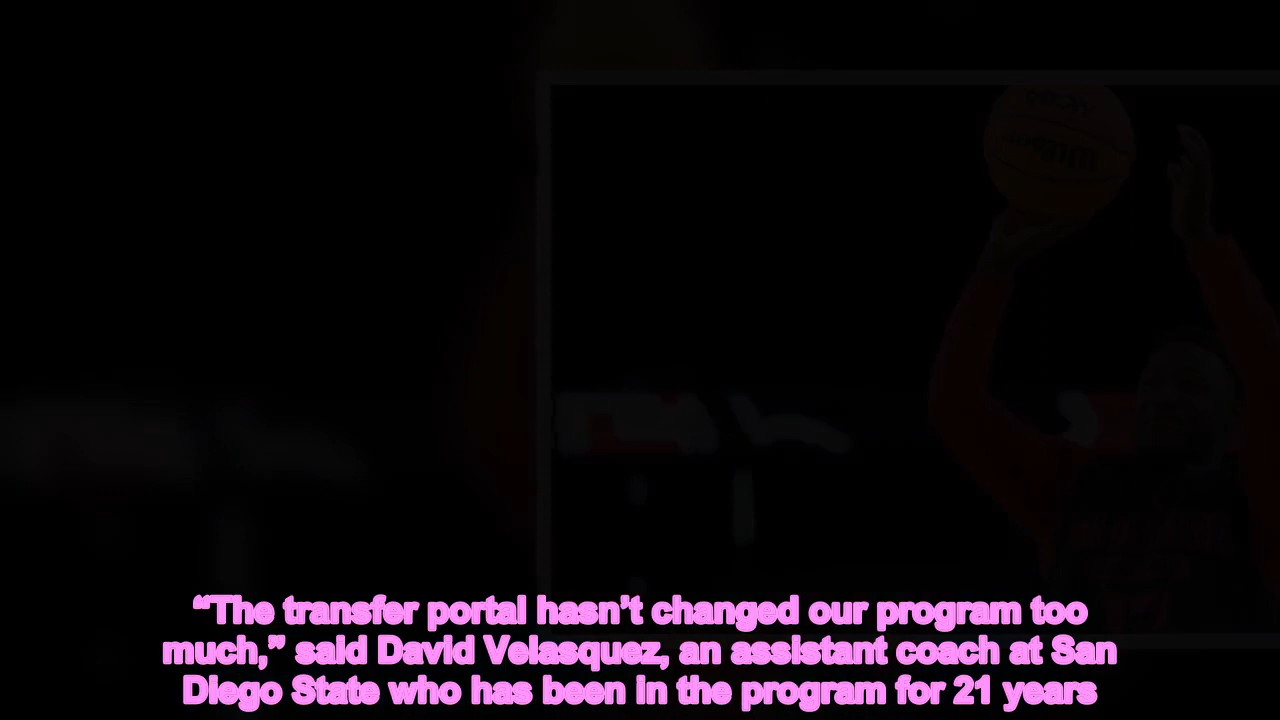 “The transfer portal hasn’t changed our program too
much,” said David Velasquez, an assistant coach at San
Diego State who has been in the program for 21 years